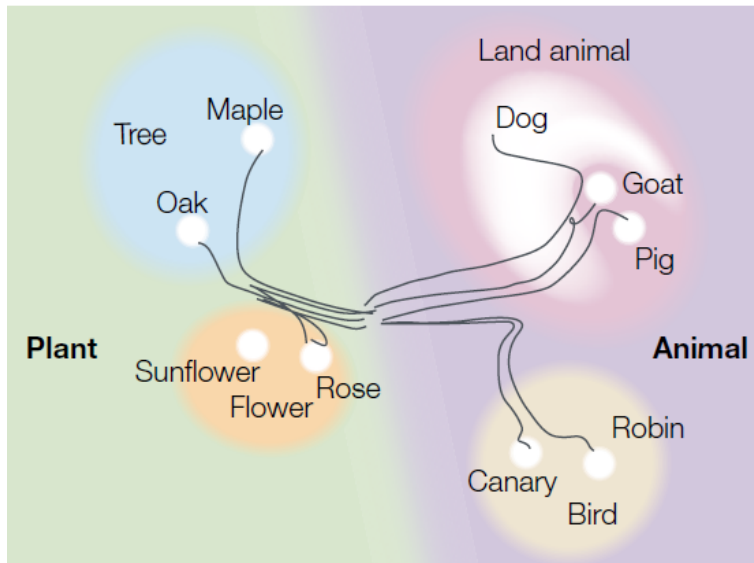 Land animal
Maple
Tree
Dog
Oak
Goat
Pig
Plant
Animal
Sunflower
Rose
Flower
Robin
Canary
Bird